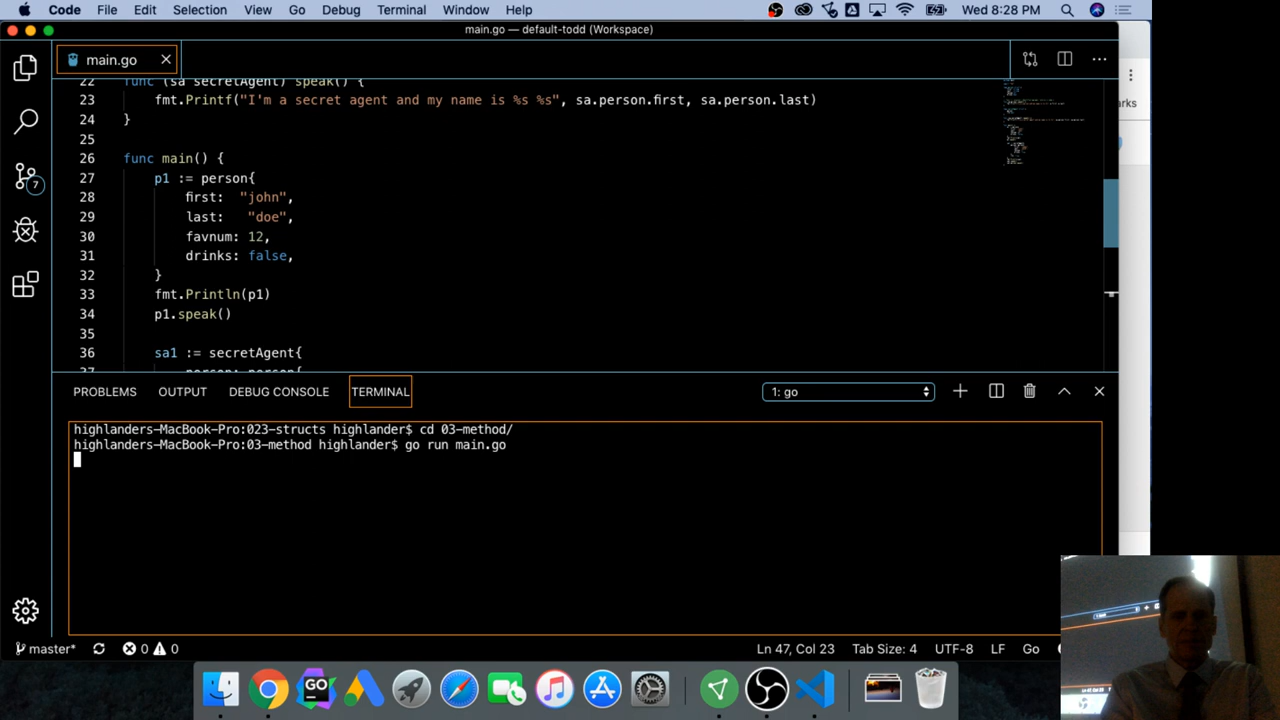 Code File Edit Selection View Go Debug Terminal Window Help Wed 8:28 PM
main.go — default-todd (Workspace)
main.go
22 func (sa secretAgent) speak() {
23 fmt.Printf("I'm a secret agent and my name is %s %s", sa.person.first, sa.person.last)
24 }
25
26 func main() {
27 p1 := person{
28 first: "john",
29 last: "doe",
30 favnum: 12,
31 drinks: false,
32 }
33 fmt.Println(p1)
34 p1.speak()
35
36 sa1 := secretAgent{
37 person: person{
7
PROBLEMS OUTPUT DEBUG CONSOLE TERMINAL 1: go
highlanders-MacBook-Pro:023-structs highlander$ cd 03-method/
highlanders-MacBook-Pro:03-method highlander$ go run main.go
master* 0 0 Ln 47, Col 23 Tab Size: 4 UTF-8 LF Go
GO